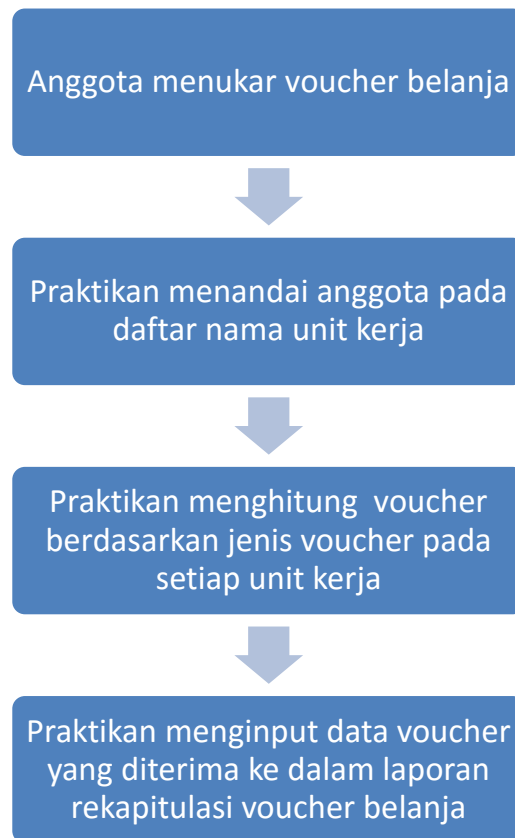 Anggota menukar voucher belanja
Praktikan menandai anggota pada
daftar nama unit kerja
Praktikan menghitung  voucher
berdasarkan jenis voucher pada
setiap unit kerja
Praktikan menginput data voucher
yang diterima ke dalam laporan
rekapitulasi voucher belanja